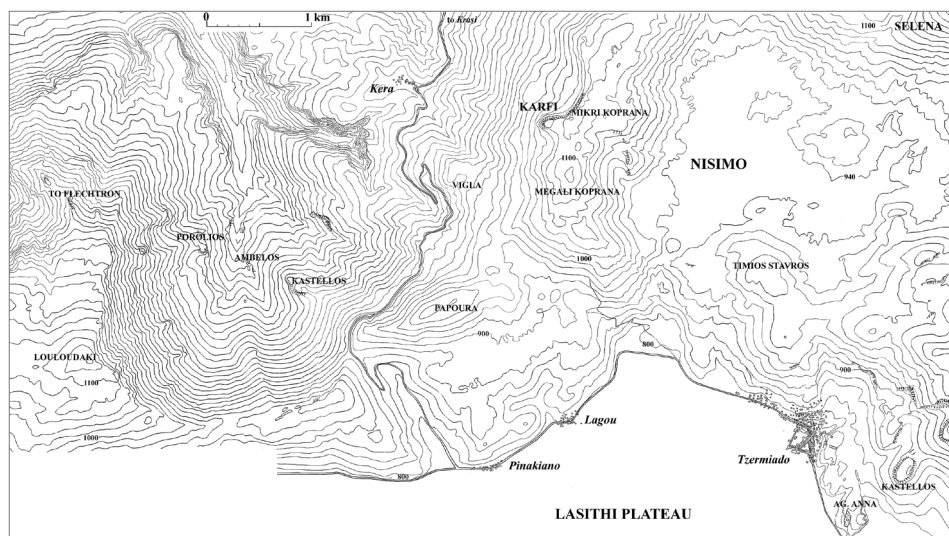 0 1 km
to Krasi
1100
SELENA
Kera
KARFI
MIKRI KOPRANA
1100
NISIMO
940
TO FLECHTRON
VIGLA
MEGALI KOPRANA
POROLIOS
AMBELOS
1000
TIMIOS STAVROS
KASTELLOS
PAPOURA
900
800
LOULOUDAKI
1100
900
1000
Lagou
Tzermiado
Pinakiano
800
KASTELLOS
AG. ANNA
LASITHI PLATEAU